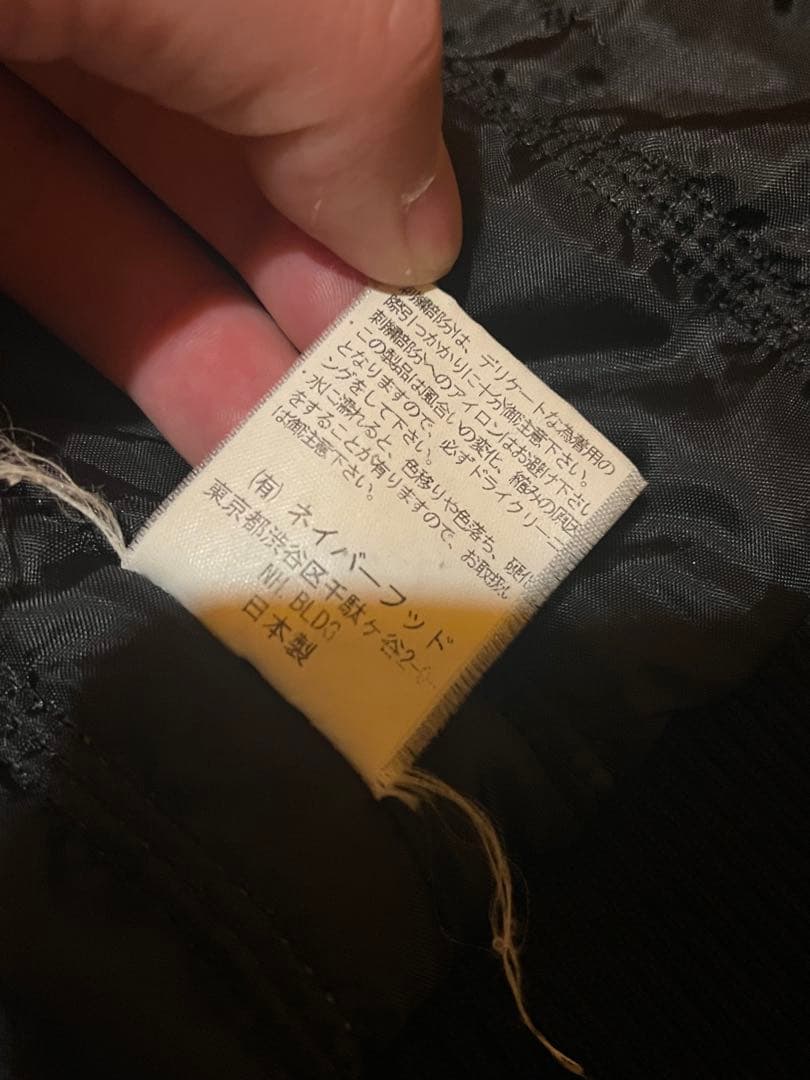 刺繍部分は、デリケートな為着用の
際引っかかりに十分御注意下さい。
刺繍部分へのアイロンはお避け下さい
・この製品は風合いの変化、縮みの原因
となりますので、必ずドライクリーニ
ングをして下さい。
・水に濡れると、色移りや色落ち、硬化
をすることが有りますので、お取扱い
は御注意下さい。
(有) ネイバーフッド
東京都渋谷区千駄ヶ谷2-
NH. BLDG
日本製